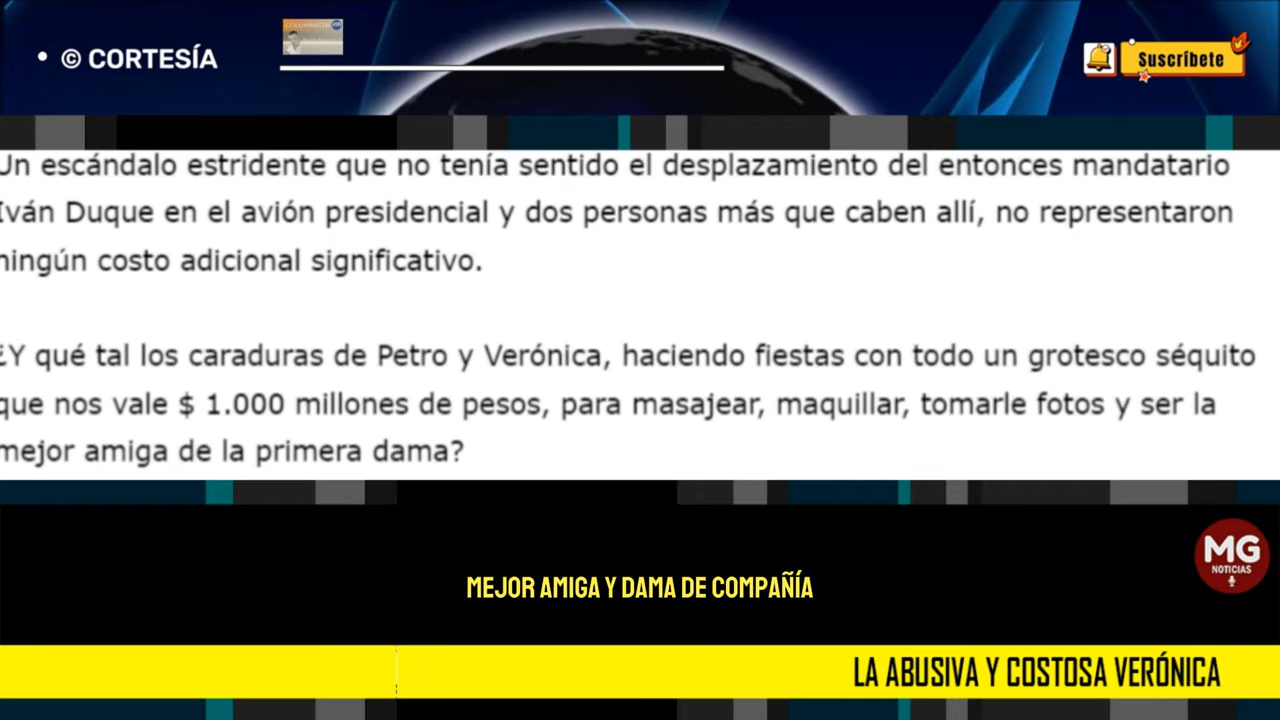 • © CORTESÍA
COLUMNISTA
Suscríbete
Un escándalo estridente que no tenía sentido el desplazamiento del entonces mandatario
Iván Duque en el avión presidencial y dos personas más que caben allí, no representaron
ningún costo adicional significativo.
¿Y qué tal los caraduras de Petro y Verónica, haciendo fiestas con todo un grotesco séquito
que nos vale $ 1.000 millones de pesos, para masajear, maquillar, tomarle fotos y ser la
mejor amiga de la primera dama?
MG
NOTICIAS
MEJOR AMIGA Y DAMA DE COMPAÑÍA
LA ABUSIVA Y COSTOSA VERÓNICA